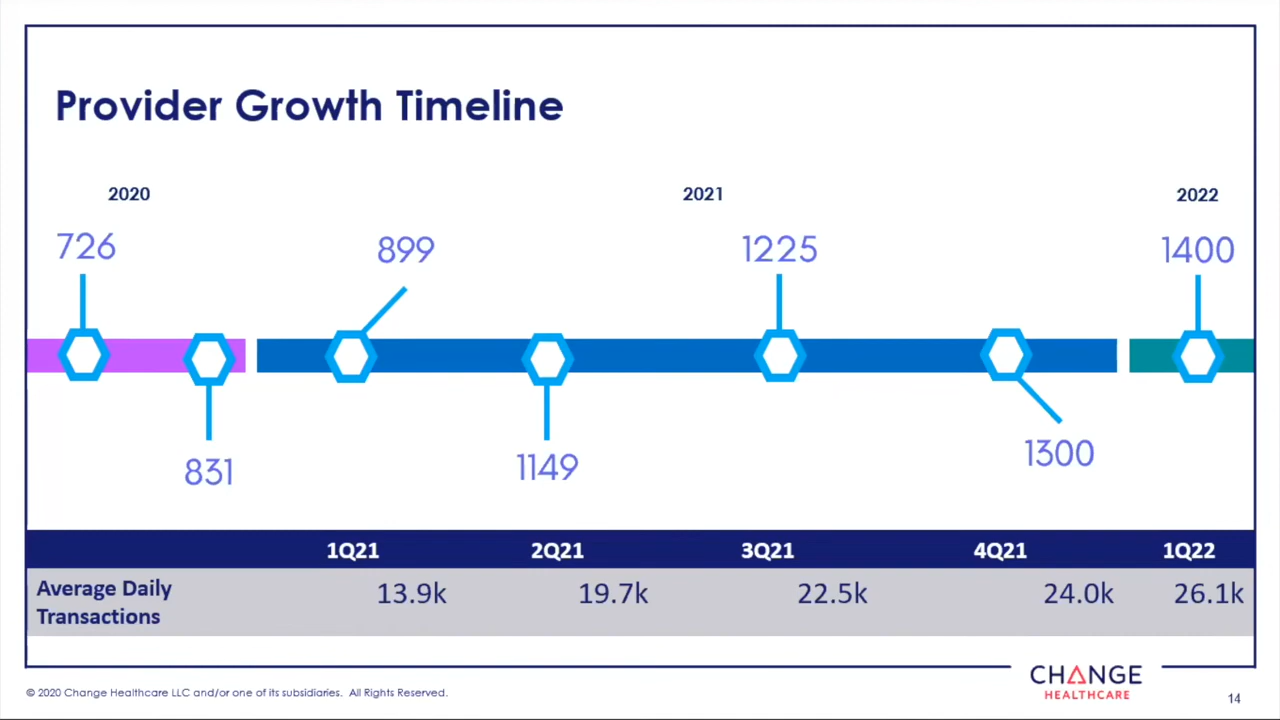 Provider Growth Timeline
2020
2021
2022
726
899
1225
1400
831
1149
1300
1Q21
2Q21
3Q21
4Q21
1Q22
Average Daily
Transactions
13.9k
19.7k
22.5k
24.0k
26.1k
© 2020 Change Healthcare LLC and/or one of its subsidiaries. All Rights Reserved.
CHANGE
HEALTHCARE
14